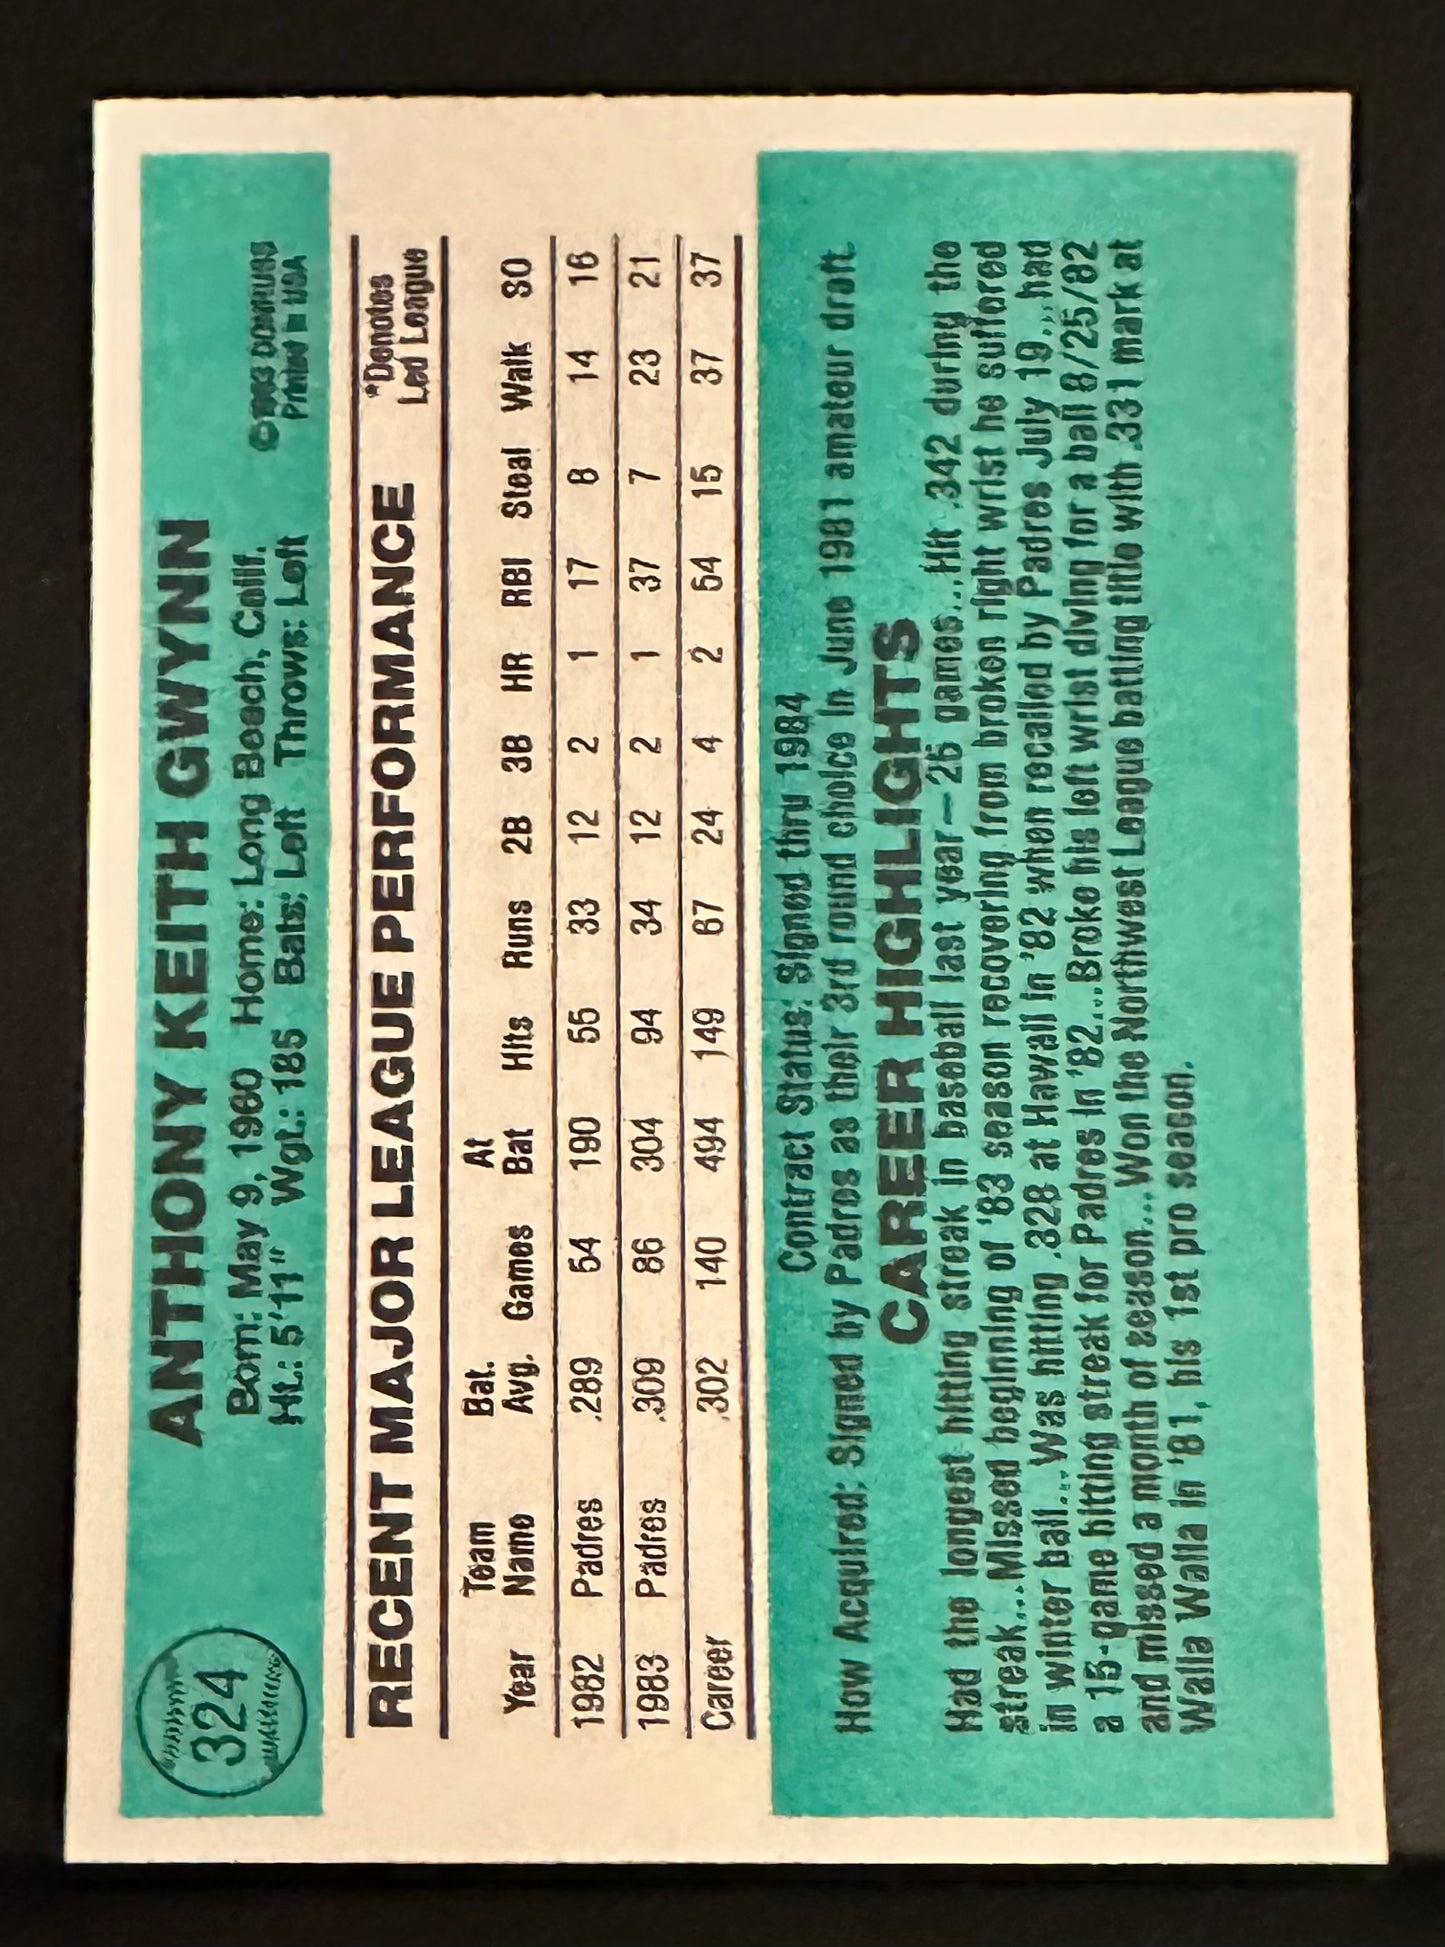 324
ANTHONY KEITH GWYNN
Born: May 9, 1960 Home: Long Beach, Calif.
Ht.: 5'11" Wgt.: 185 Bats: Left Throws: Left
©1983 DONRUSS
Printed in USA
RECENT MAJOR LEAGUE PERFORMANCE
*Denotes
Led League
Year Team Name Bat. Avg. Games At Bat Hits Runs 2B 3B HR RBI Steal Walk SO
1982 Padres .289 54 190 55 33 12 2 1 17 8 14 16
1983 Padres .309 86 304 94 34 12 2 1 37 7 23 21
Career .302 140 494 149 67 24 4 2 54 15 37 37
Contract Status: Signed thru 1984
How Acquired: Signed by Padres as their 3rd round choice in June 1981 amateur draft.
CAREER HIGHLIGHTS
Had the longest hitting streak in baseball last year—25 games...Hit .342 during the
streak...Missed beginning of '83 season recovering from broken right wrist he suffered
in winter ball.... Was hitting .328 at Hawaii in '82 when recalled by Padres July 19...had
a 15-game hitting streak for Padres in '82...Broke his left wrist diving for a ball 8/25/82
and missed a month of season... Won the Northwest League batting title with .331 mark at
Walla Walla in '81, his 1st pro season.